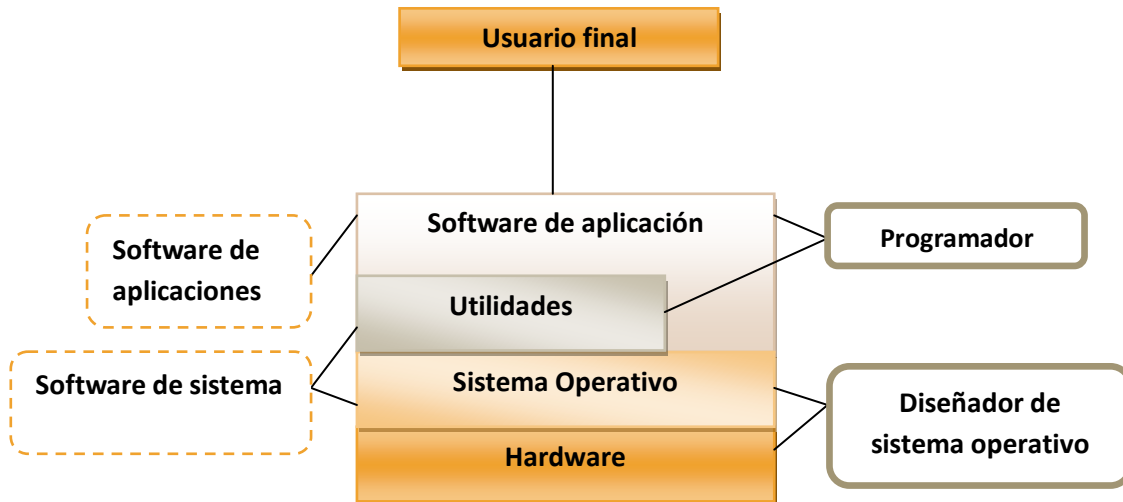 Usuario final
Software de aplicación
Software de
aplicaciones
Programador
Utilidades
Software de sistema
Sistema Operativo
Diseñador de
sistema operativo
Hardware